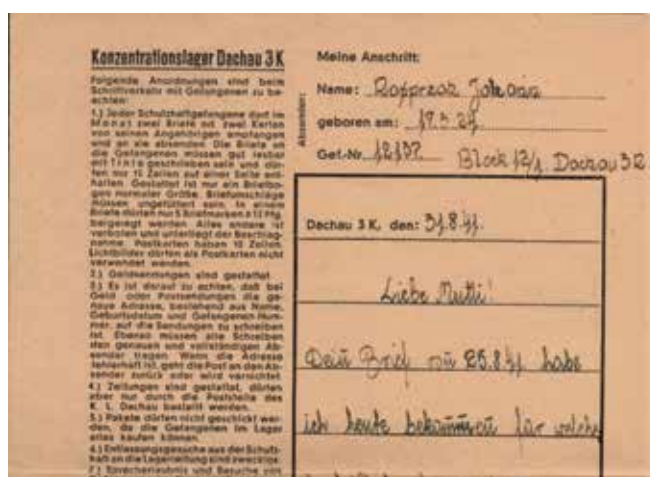 Konzentrationslager Dachau 3 K
Folgende Anordnungen sind beim
Schriftverkehr mit Gefangenen zu be-
achten:
1.) Jeder Schutzhaftgefangene darf im
Monat zwei Briefe od. zwei Karten
von seinen Angehörigen empfangen
und an sie absenden. Die Briefe an
die Gefangenen müssen gut lesbar
mit Tinte geschrieben sein und dür-
fen nur 15 Zeilen auf einer Seite ent-
halten. Gestattet ist nur ein Briefbo-
gen normaler Größe. Briefumschläge
müssen ungefüttert sein. In einem
Briefe dürfen nur 5 Briefmarken à 12 Pfg.
beigelegt werden. Alles andere ist
verboten und unterliegt der Beschlag-
nahme. Postkarten haben 10 Zeilen.
Lichtbilder dürfen als Postkarten nicht
verwendet werden.
2.) Geldsendungen sind gestattet.
3.) Es ist darauf zu achten, daß bei
Geld oder Postsendungen die ge-
naue Adresse, bestehend aus Name,
Geburtsdatum und Gefangenen-Num-
mer, auf die Sendungen zu schreiben
ist. Ebenso müssen alle Schreiben
den genauen und vollständigen Ab-
sender tragen. Wenn die Adresse
fehlerhaft ist, geht die Post an den Ab-
sender zurück oder wird vernichtet.
4.) Zeitungen sind gestattet, dürfen
aber nur durch die Poststelle des
K. L. Dachau bestellt werden.
5.) Pakete dürfen nicht geschickt wer-
den, da die Gefangenen im Lager
alles kaufen können.
6.) Entlassungsgesuche aus der Schutz-
haft an die Lagerleitung sind zwecklos.
7.) Sprecherlaubnis und Besuche von
Absender:
Meine Anschrift:
Name:
geboren am:
Gef.-Nr. 12137 Block 12/1 Dachau 3K
Dachau 3 K, den: 31.8.41.
Liebe Mutti!
Dein Brief 25.8.41 habe
ich heute bekommen für welche